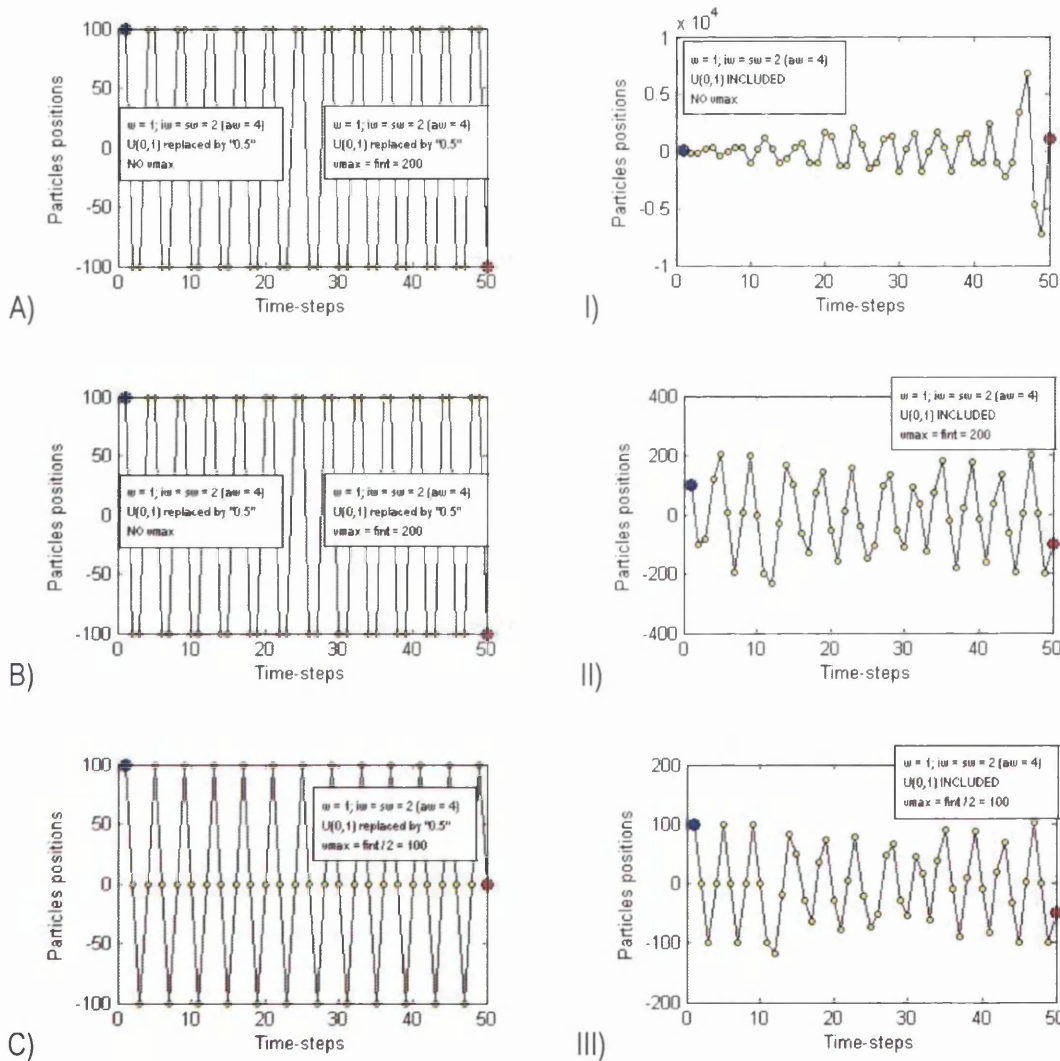 100
50
0
-50
-100
Particles positions
w = 1; iw = sw = 2 (aw = 4)
U(0,1) replaced by "0.5"
NO vmax
w = 1; iw = sw = 2 (aw = 4)
U(0,1) replaced by "0.5"
vmax = fint = 200
0 10 20 30 40 50
Time-steps
A)
x 10^4
1
0.5
0
-0.5
-1
Particles positions
w = 1; iw = sw = 2 (aw = 4)
U(0,1) INCLUDED
NO vmax
0 10 20 30 40 50
Time-steps
I)
100
50
0
-50
-100
Particles positions
w = 1; iw = sw = 2 (aw = 4)
U(0,1) replaced by "0.5"
NO vmax
w = 1; iw = sw = 2 (aw = 4)
U(0,1) replaced by "0.5"
vmax = fint = 200
0 10 20 30 40 50
Time-steps
B)
400
200
0
-200
-400
Particles positions
w = 1; iw = sw = 2 (aw = 4)
U(0,1) INCLUDED
vmax = fint = 200
0 10 20 30 40 50
Time-steps
II)
100
50
0
-50
-100
Particles positions
w = 1; iw = sw = 2 (aw = 4)
U(0,1) replaced by "0.5"
vmax = fint / 2 = 100
0 10 20 30 40 50
Time-steps
C)
200
100
0
-100
-200
Particles positions
w = 1; iw = sw = 2 (aw = 4)
U(0,1) INCLUDED
vmax = fint / 2 = 100
0 10 20 30 40 50
Time-steps
III)